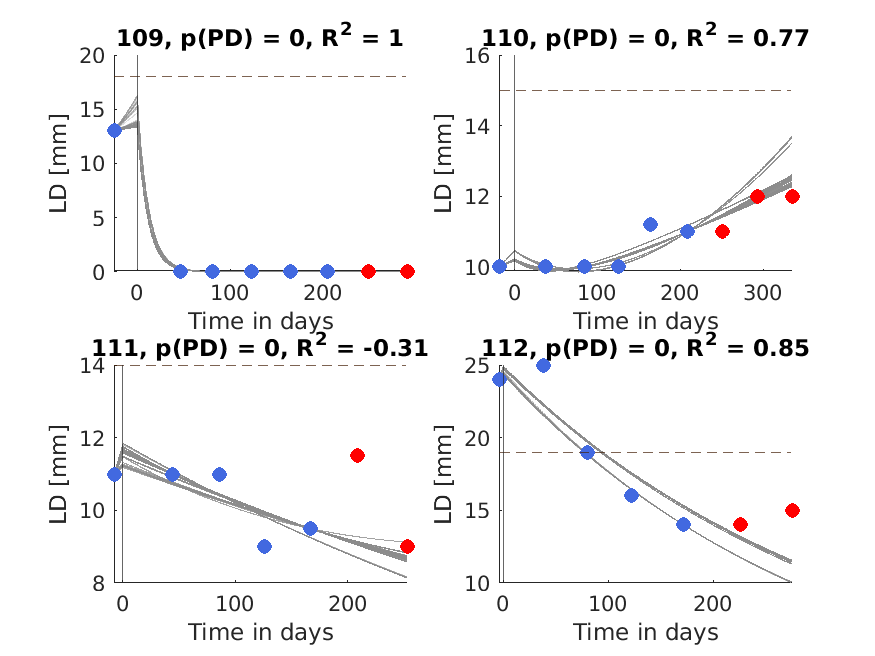 109, p(PD) = 0, R² = 1
20
15
10
5
0
LD [mm]
0 100 200
Time in days
110, p(PD) = 0, R² = 0.77
16
14
12
10
LD [mm]
0 100 200 300
Time in days
111, p(PD) = 0, R² = -0.31
14
12
10
8
LD [mm]
0 100 200
Time in days
112, p(PD) = 0, R² = 0.85
25
20
15
10
LD [mm]
0 100 200
Time in days